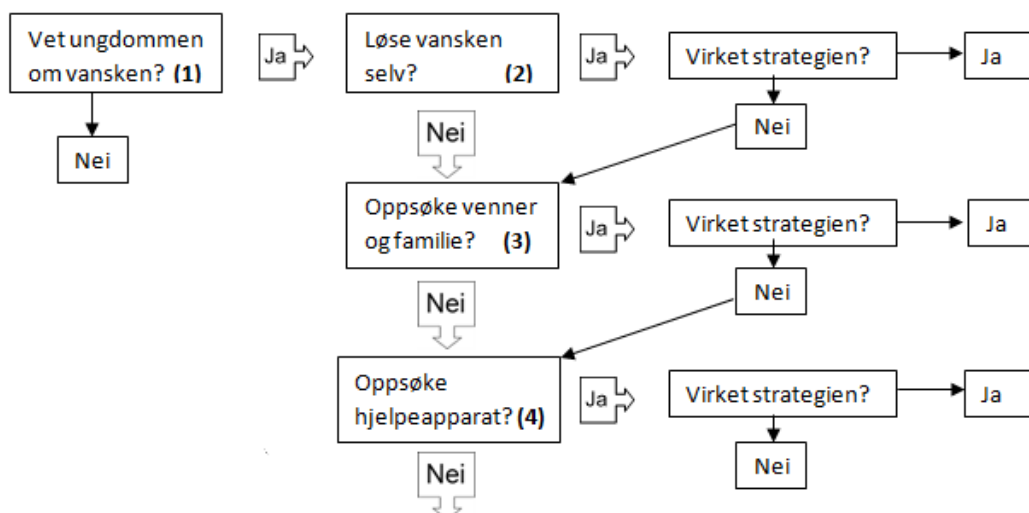 Vet ungdommen
om vansken? (1)
Ja
Løse vansken
selv? (2)
Ja
Virket strategien?
Ja
Nei
Nei
Nei
Oppsøke venner
og familie? (3)
Ja
Virket strategien?
Ja
Nei
Nei
Oppsøke
hjelpeapparat? (4)
Ja
Virket strategien?
Ja
Nei
Nei